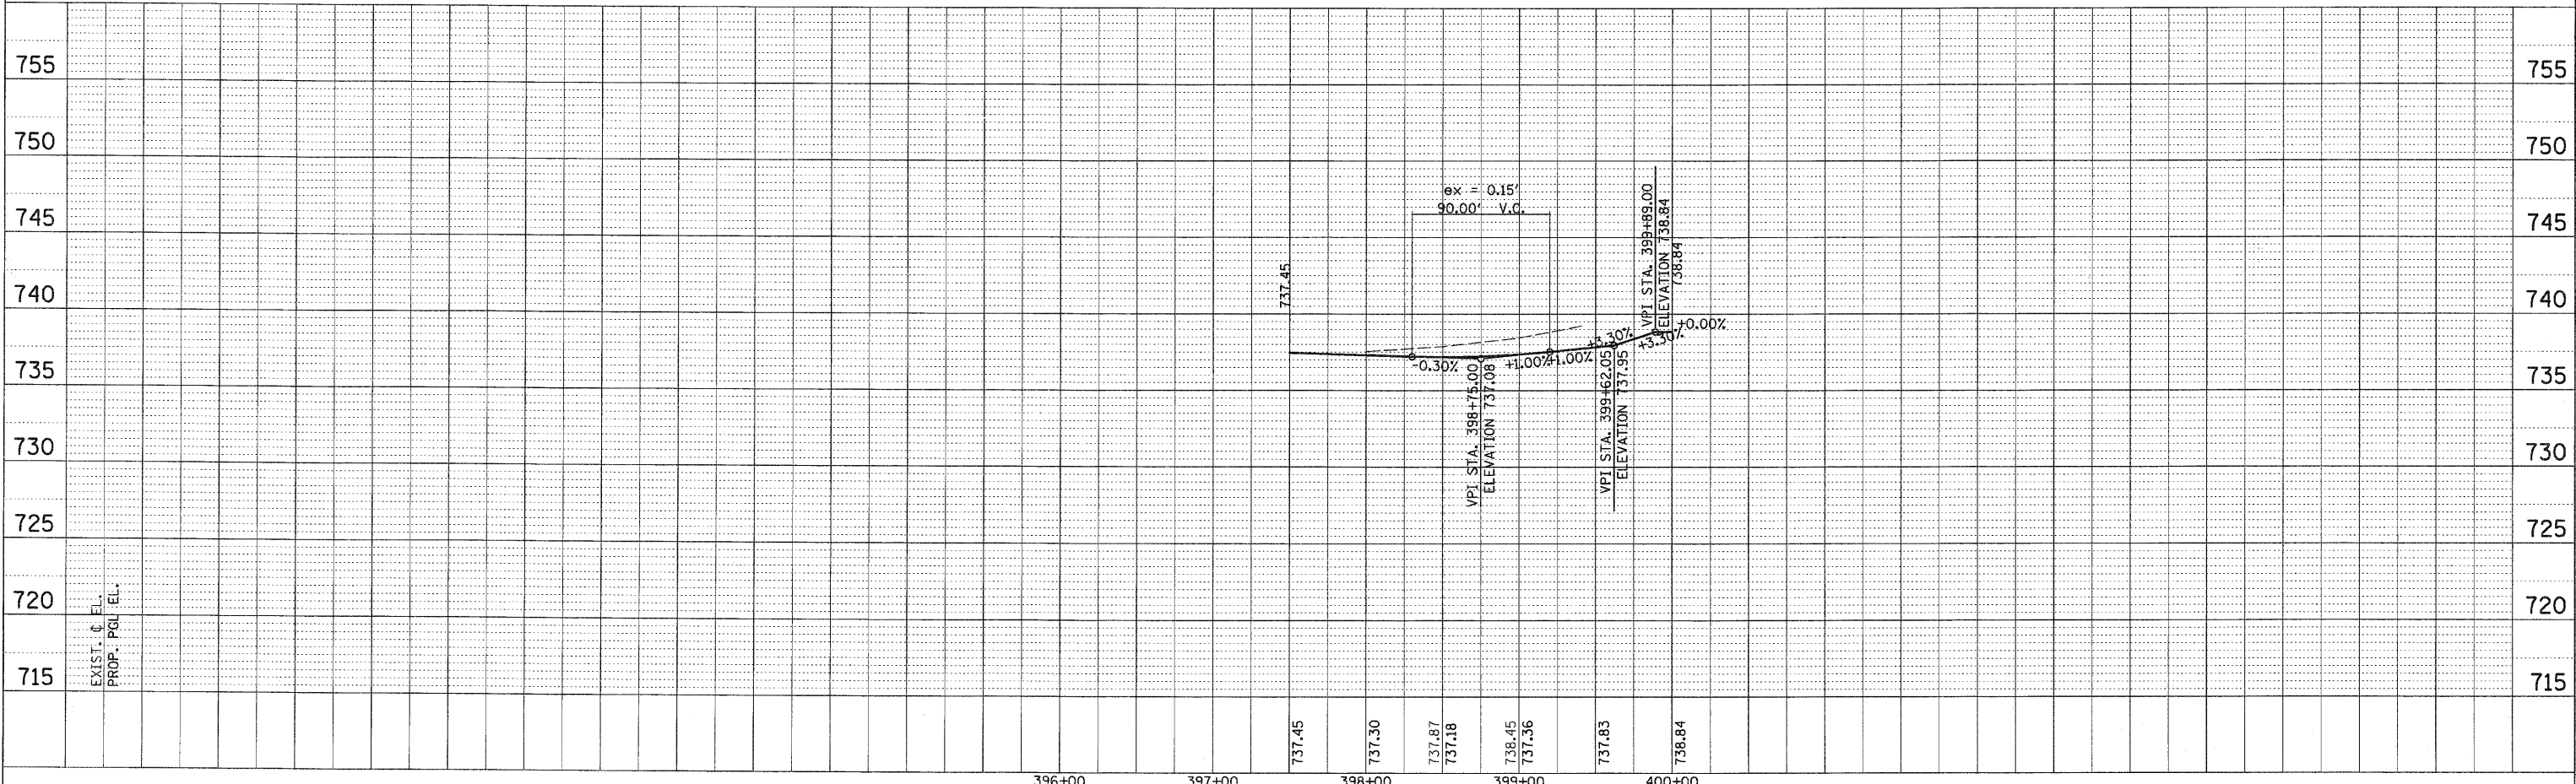 755 755
750 750
745 745
740 740
735 735
730 730
725 725
720 720
715 715
ex = 0.15'
90.00' V.C.
737.45
VPI STA. 399+89.00
ELEVATION 738.84
738.84
-0.30%
+1.00%
+1.00%
+3.30%
+3.30%
+0.00%
VPI STA. 398+75.00
ELEVATION 737.08
VPI STA. 399+62.05
ELEVATION 737.95
EXIST. ℄ EL.
PROP. PGL EL.
737.45
737.30
737.87
737.18
738.45
737.36
737.83
738.84
396+00 397+00 398+00 399+00 400+00